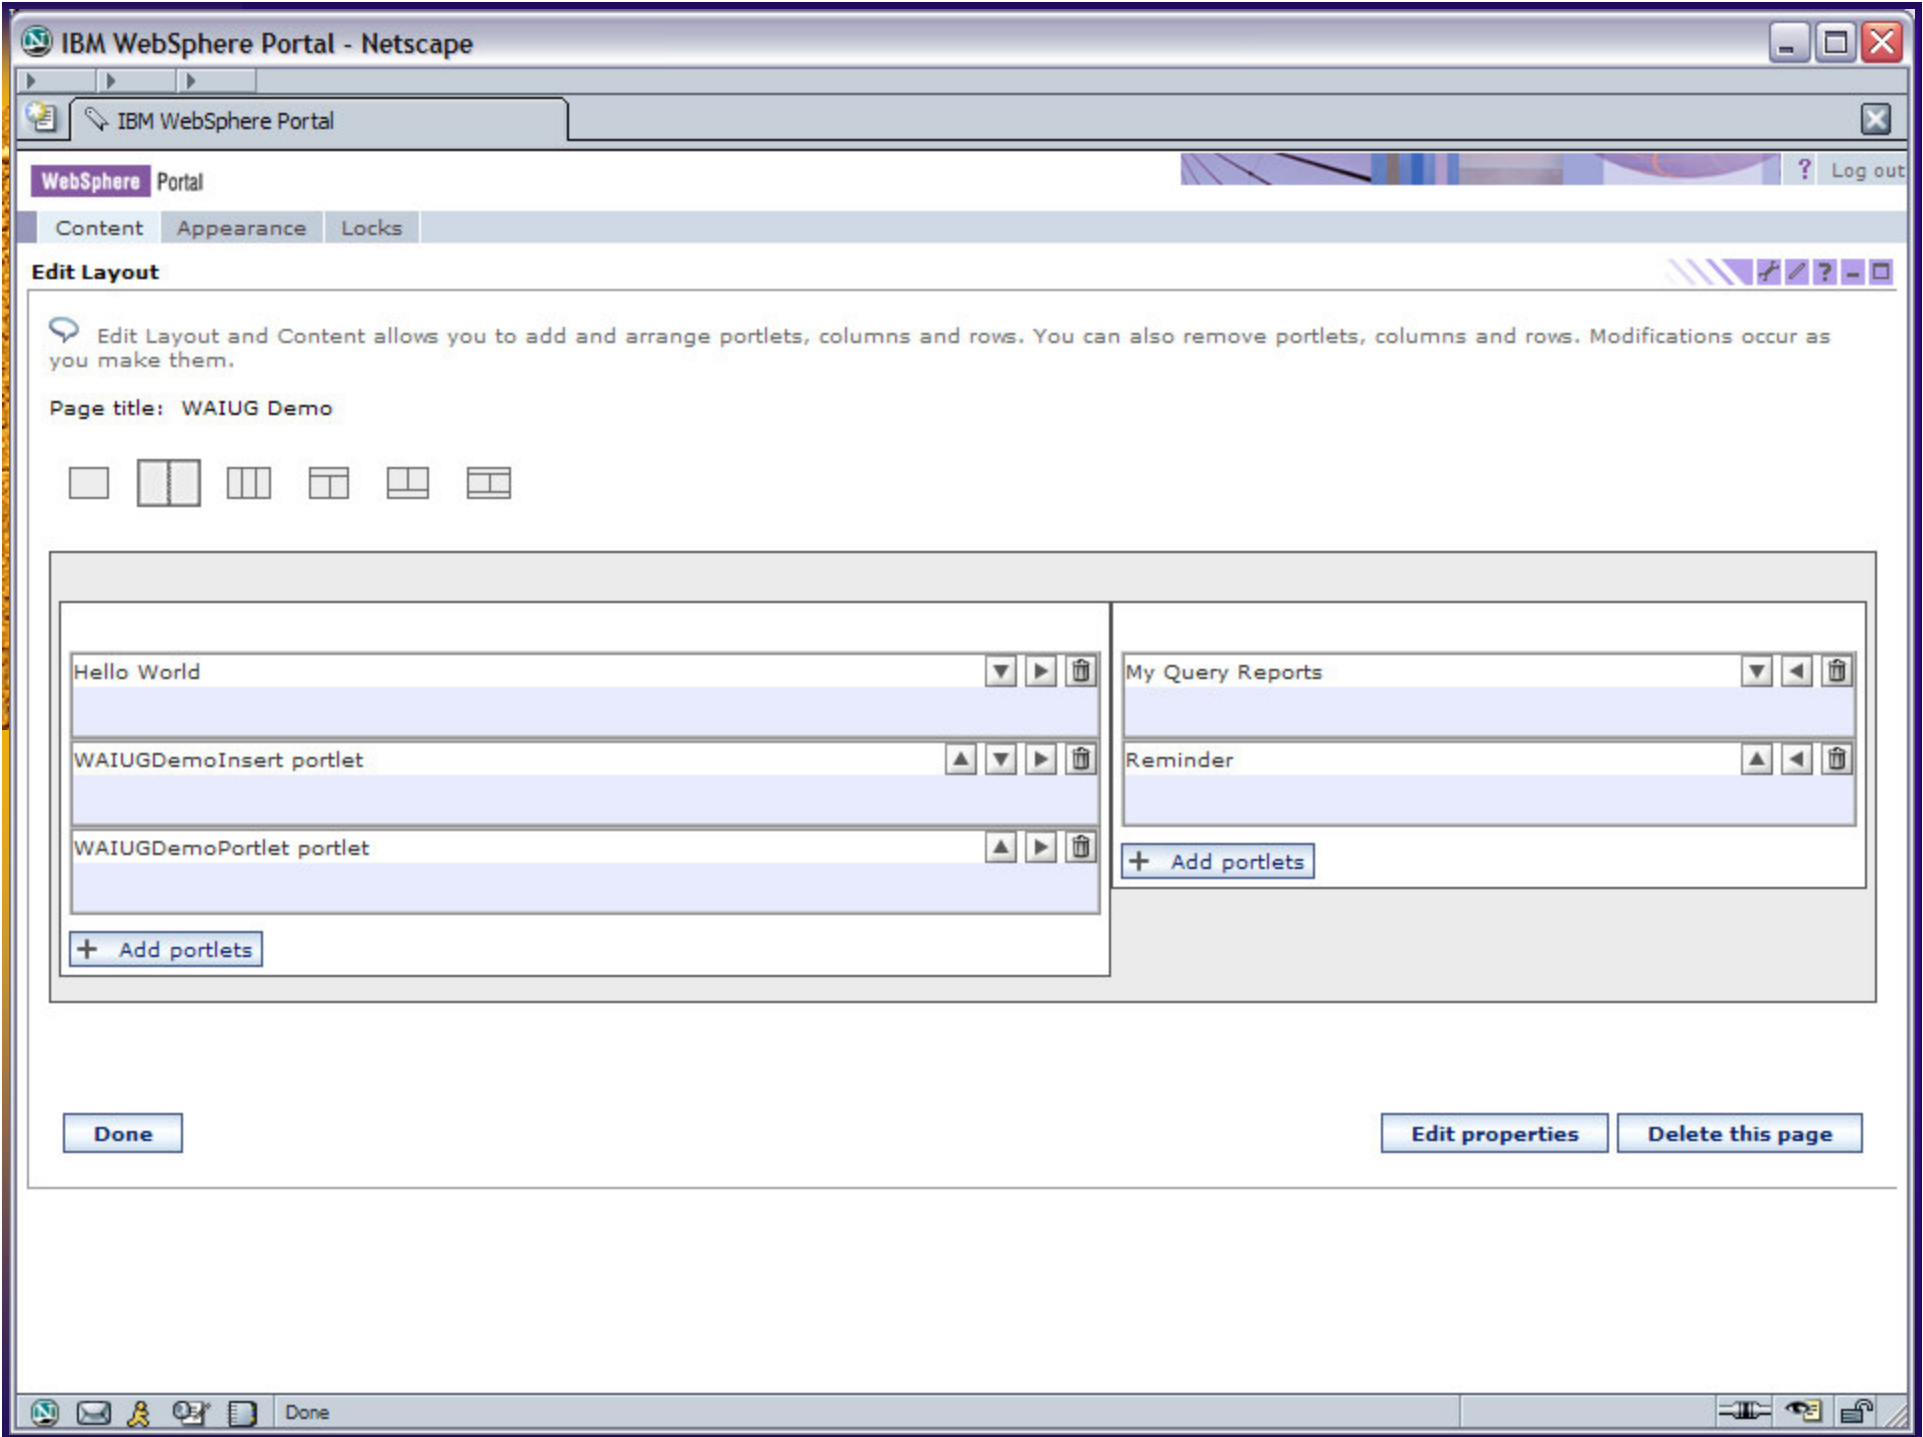 IBM WebSphere Portal - Netscape
IBM WebSphere Portal
WebSphere Portal
? Log out
Content Appearance Locks
Edit Layout
?
Edit Layout and Content allows you to add and arrange portlets, columns and rows. You can also remove portlets, columns and rows. Modifications occur as
you make them.
Page title: WAIUG Demo
Hello World
WAIUGDemoInsert portlet
WAIUGDemoPortlet portlet
+ Add portlets
My Query Reports
Reminder
+ Add portlets
Done
Edit properties
Delete this page
Done